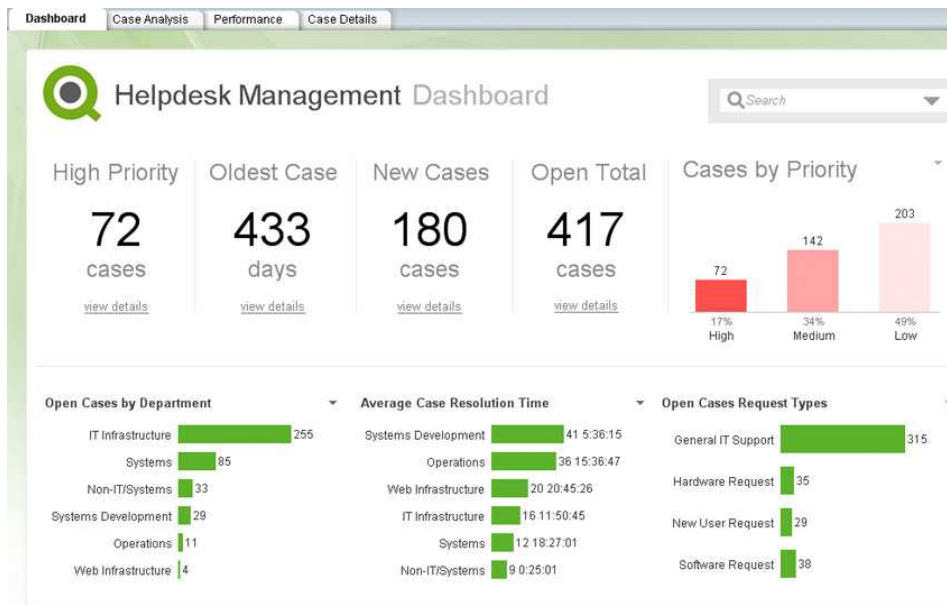 Dashboard Case Analysis Performance Case Details
Helpdesk Management Dashboard
Search
High Priority
72
cases
view details
Oldest Case
433
days
view details
New Cases
180
cases
view details
Open Total
417
cases
view details
Cases by Priority
72 142 203
17% 34% 49%
High Medium Low
Open Cases by Department
IT Infrastructure 255
Systems 85
Non-IT/Systems 33
Systems Development 29
Operations 11
Web Infrastructure 4
Average Case Resolution Time
Systems Development 41 5:36:15
Operations 36 15:36:47
Web Infrastructure 20 20:45:26
IT Infrastructure 16 11:50:45
Systems 12 18:27:01
Non-IT/Systems 9 0:25:01
Open Cases Request Types
General IT Support 315
Hardware Request 35
New User Request 29
Software Request 38